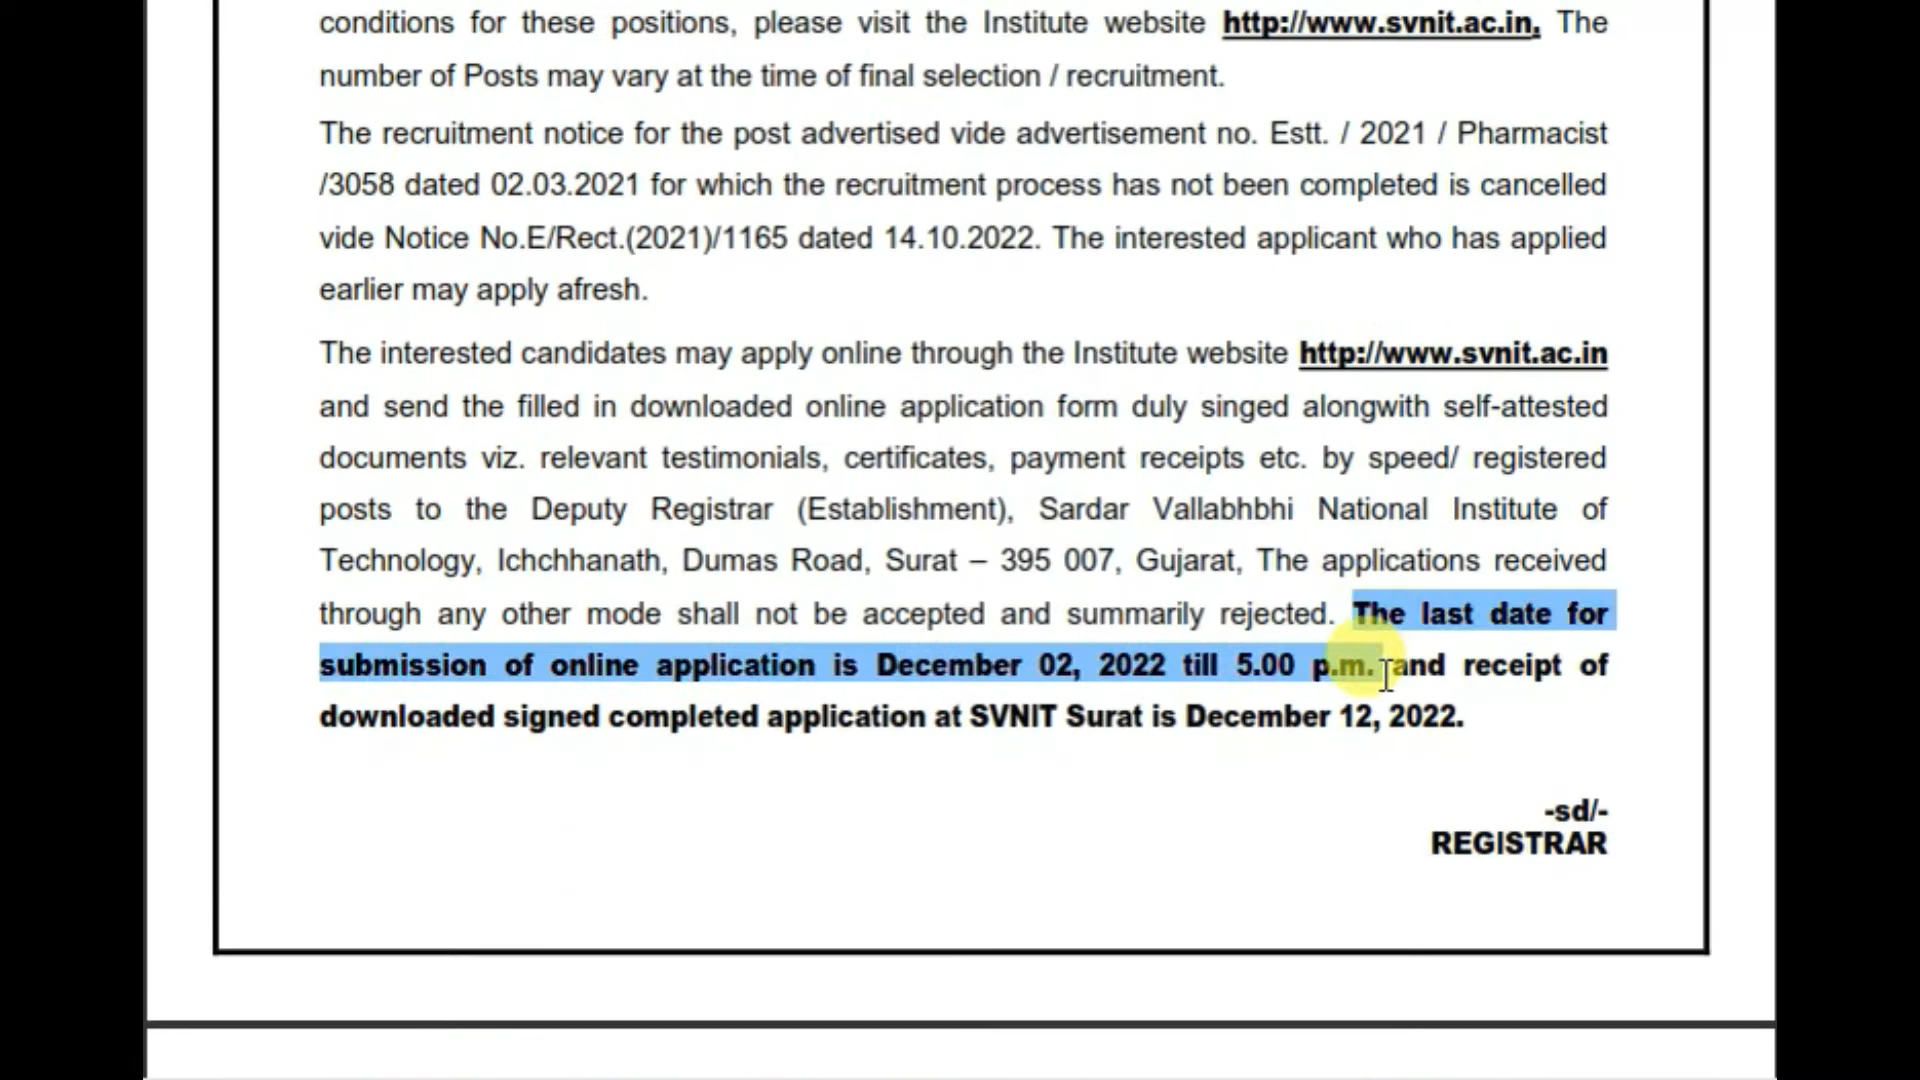 conditions for these positions, please visit the Institute website http://www.svnit.ac.in. The
number of Posts may vary at the time of final selection / recruitment.
The recruitment notice for the post advertised vide advertisement no. Estt. / 2021 / Pharmacist
/3058 dated 02.03.2021 for which the recruitment process has not been completed is cancelled
vide Notice No.E/Rect.(2021)/1165 dated 14.10.2022. The interested applicant who has applied
earlier may apply afresh.
The interested candidates may apply online through the Institute website http://www.svnit.ac.in
and send the filled in downloaded online application form duly singed alongwith self-attested
documents viz. relevant testimonials, certificates, payment receipts etc. by speed/ registered
posts to the Deputy Registrar (Establishment), Sardar Vallabhbhi National Institute of
Technology, Ichchhanath, Dumas Road, Surat – 395 007, Gujarat, The applications received
through any other mode shall not be accepted and summarily rejected. The last date for
submission of online application is December 02, 2022 till 5.00 p.m. and receipt of
downloaded signed completed application at SVNIT Surat is December 12, 2022.
-sd/-
REGISTRAR